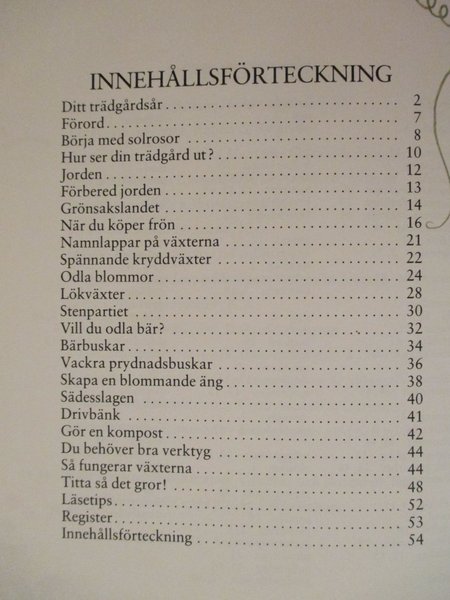 INNEHÅLLSFÖRTECKNING
Ditt trädgårdsår 2
Förord 7
Börja med solrosor 8
Hur ser din trädgård ut? 10
Jorden 12
Förbered jorden 13
Grönsakslandet 14
När du köper frön 16
Namnlappar på växterna 21
Spännande kryddväxter 22
Odla blommor 24
Lökväxter 28
Stenpartiet 30
Vill du odla bär? 32
Bärbuskar 34
Vackra prydnadsbuskar 36
Skapa en blommande äng 38
Sädesslagen 40
Drivbänk 41
Gör en kompost 42
Du behöver bra verktyg 44
Så fungerar växterna 44
Titta så det gror! 48
Läsetips 52
Register 53
Innehållsförteckning 54